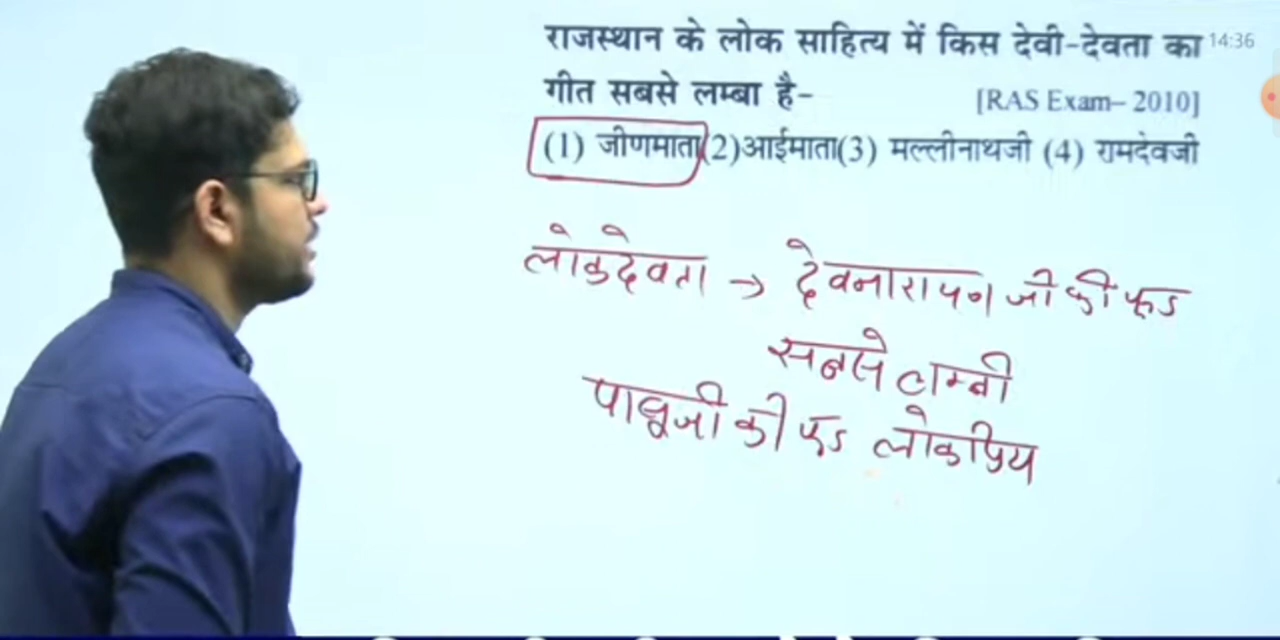 राजस्थान के लोक साहित्य में किस देवी-देवता का
14:36
गीत सबसे लम्बा है-
[RAS Exam– 2010]
(1) जीणमाता (2)आईमाता(3) मल्लीनाथजी (4) रामदेवजी
लोकदेवता → देवनारायण जी की फड
सबसे लम्बी
पाबूजी की फड लोकप्रिय